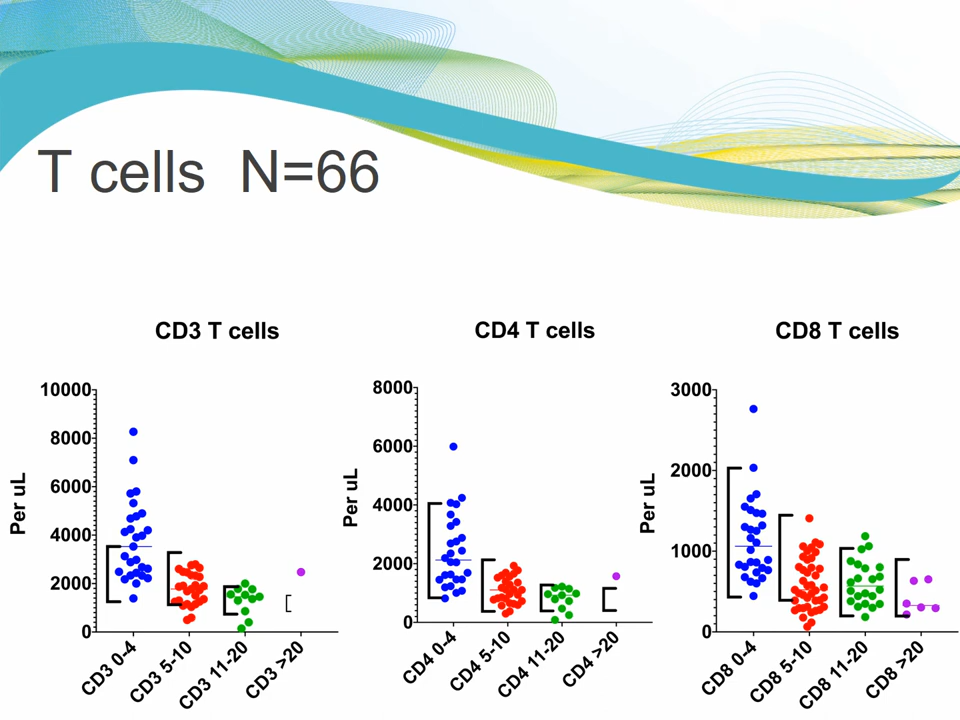 T cells N=66
CD3 T cells
10000
8000
6000
4000
2000
0
Per uL
CD3 0-4
CD3 5-10
CD3 11-20
CD3 >20
CD4 T cells
8000
6000
4000
2000
0
Per uL
CD4 0-4
CD4 5-10
CD4 11-20
CD4 >20
CD8 T cells
3000
2000
1000
0
Per uL
CD8 0-4
CD8 5-10
CD8 11-20
CD8 >20